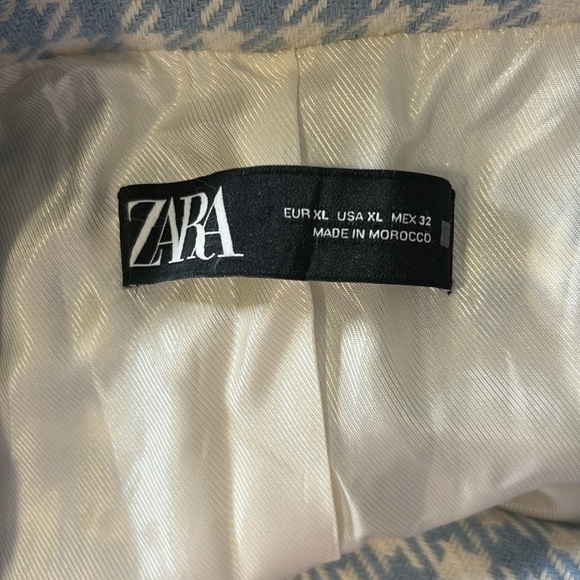 ZARA
EUR XL USA XL MEX 32
MADE IN MOROCCO